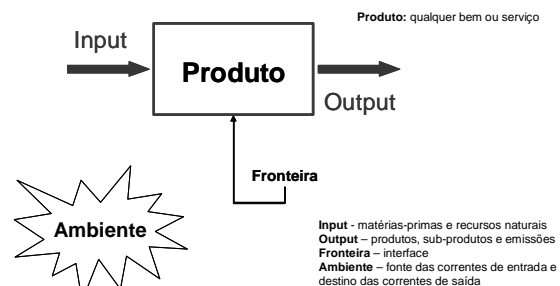 Produto: qualquer bem ou serviço
Input
Produto
Output
Fronteira
Ambiente
Input - matérias-primas e recursos naturais
Output – produtos, sub-produtos e emissões
Fronteira – interface
Ambiente – fonte das correntes de entrada e
destino das correntes de saída